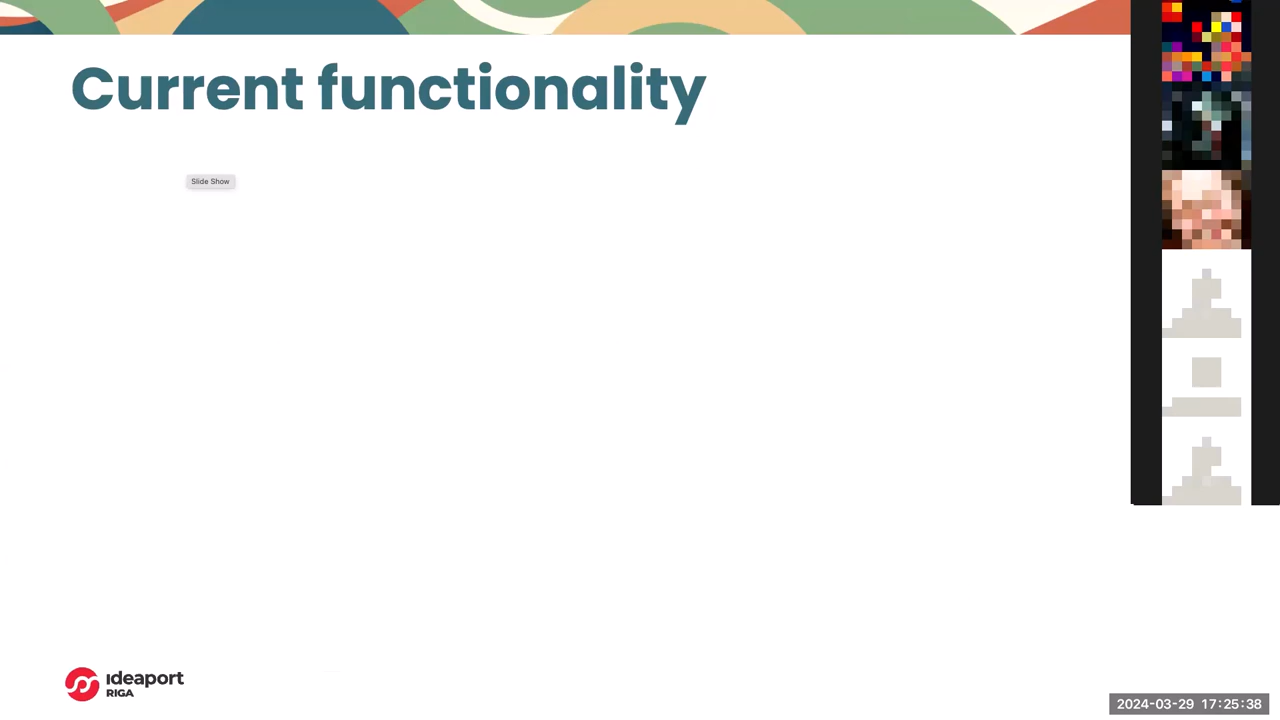 Current functionality
Slide Show
ideaport
RIGA
2024-03-29 17:25:38